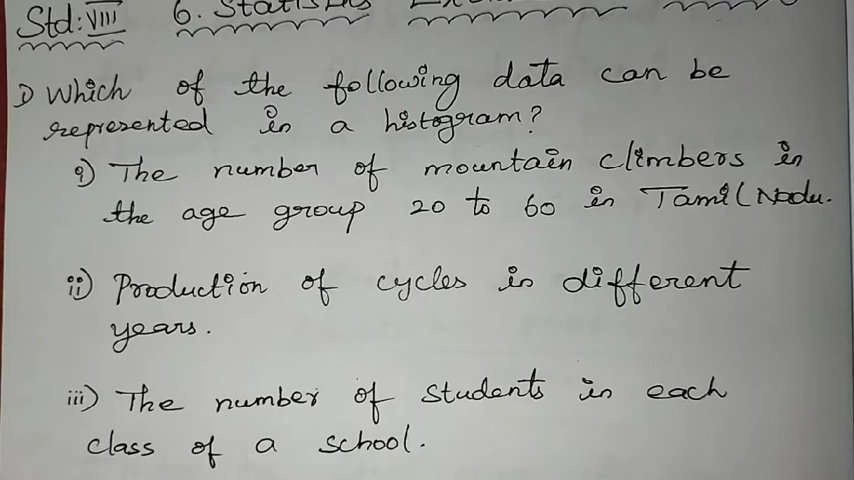 Std: VIII 6. Statistics
1) Which of the following data can be
represented in a histogram?
i) The number of mountain climbers in
the age group 20 to 60 in Tamil Nadu.
ii) Production of cycles in different
years.
iii) The number of students in each
class of a school.